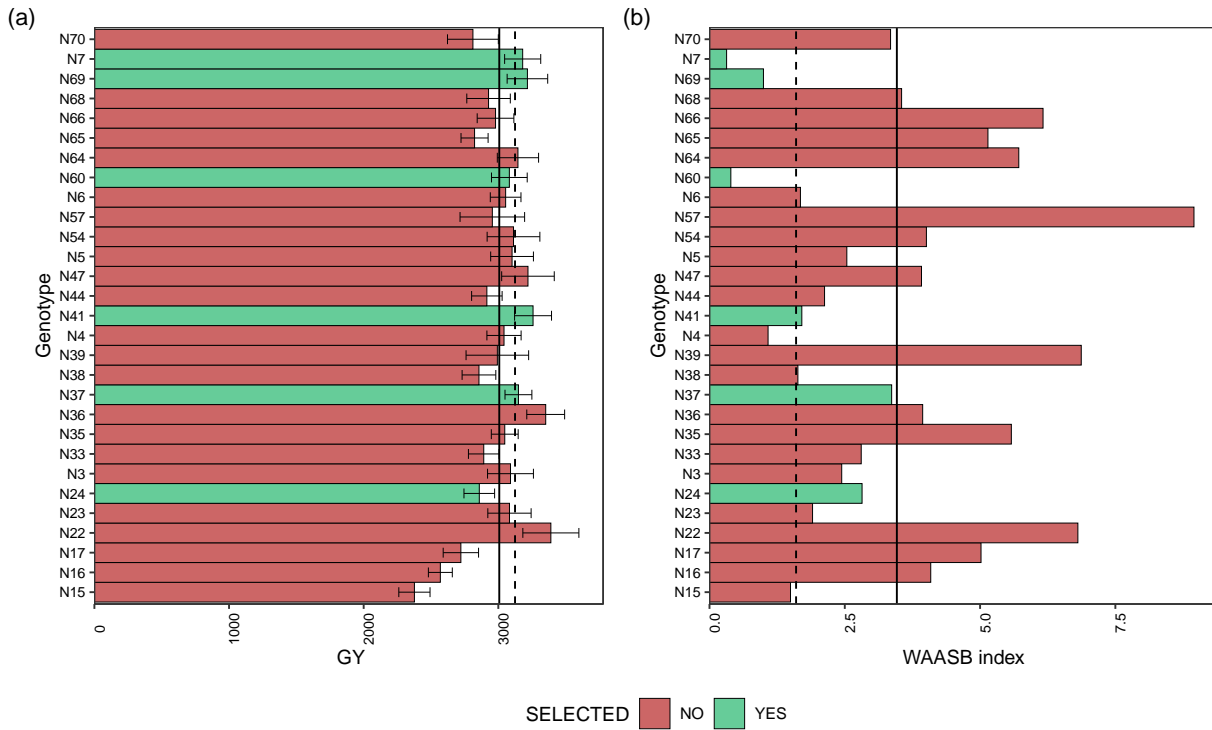 (a)
N70
N7
N69
N68
N66
N65
N64
N60
N6
N57
N54
N5
N47
N44
N41
N4
N39
N38
N37
N36
N35
N33
N3
N24
N23
N22
N17
N16
N15
Genotype
0
1000
2000
3000
GY
(b)
N70
N7
N69
N68
N66
N65
N64
N60
N6
N57
N54
N5
N47
N44
N41
N4
N39
N38
N37
N36
N35
N33
N3
N24
N23
N22
N17
N16
N15
Genotype
0.0
2.5
5.0
7.5
WAASB index
SELECTED NO YES